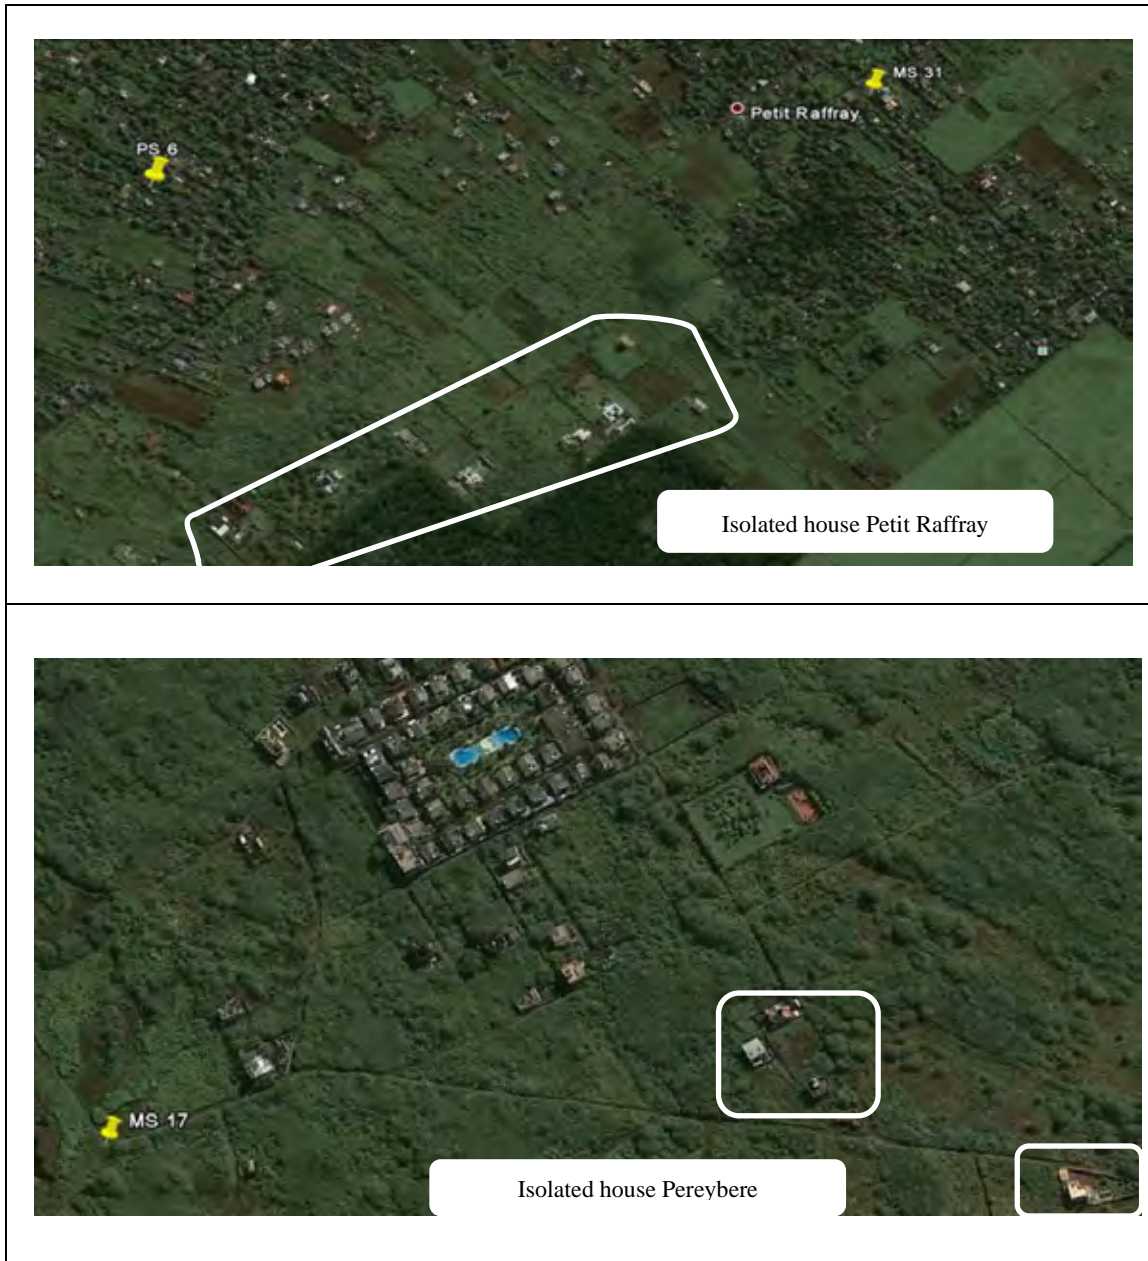 MS 31
Petit Raffray
PS 6
Isolated house Petit Raffray
MS 17
Isolated house Pereybere